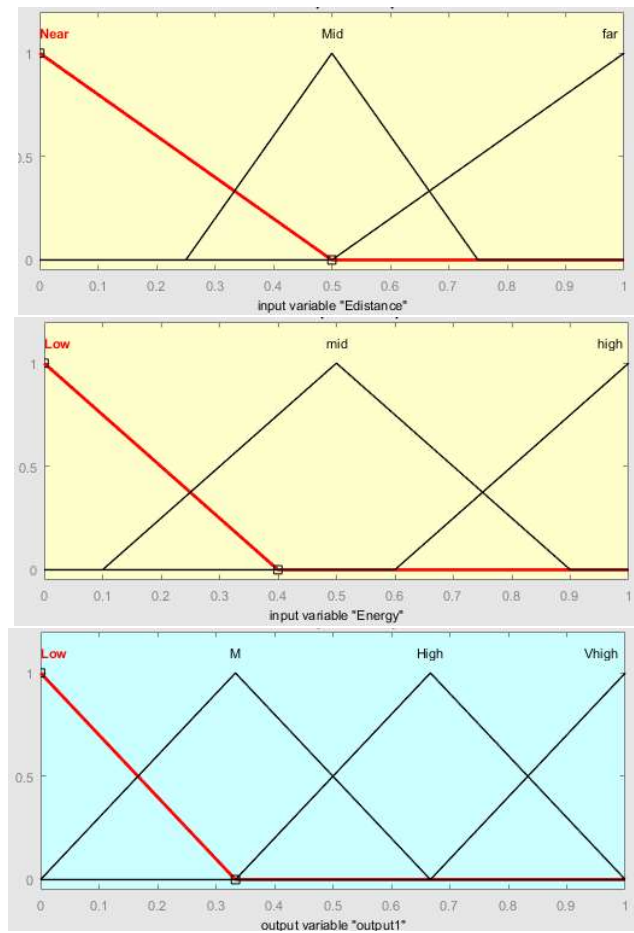 Near Mid far
1
0.5
0
0 0.1 0.2 0.3 0.4 0.5 0.6 0.7 0.8 0.9 1
input variable "Edistance"
Low mid high
1
0.5
0
0 0.1 0.2 0.3 0.4 0.5 0.6 0.7 0.8 0.9 1
input variable "Energy"
Low M High Vhigh
1
0.5
0
0 0.1 0.2 0.3 0.4 0.5 0.6 0.7 0.8 0.9 1
output variable "output1"